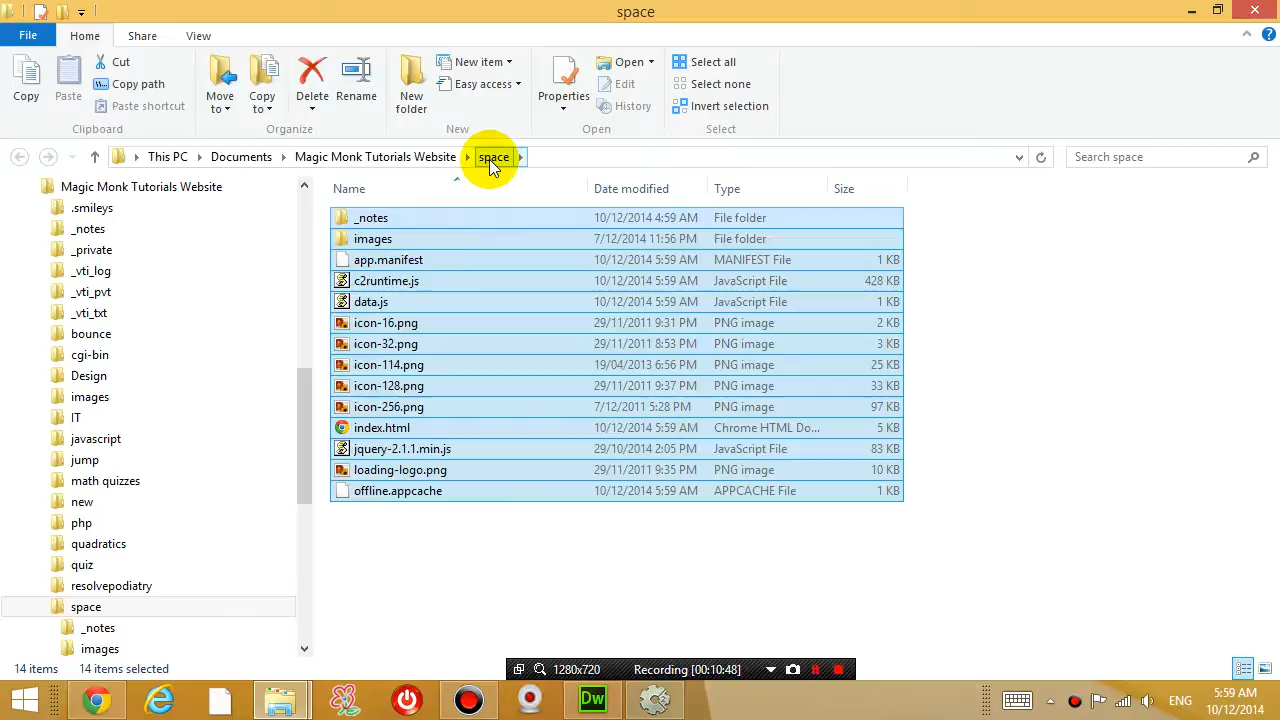 space
File Home Share View
Cut
Copy path
Paste shortcut
Copy Paste
Clipboard
Move to Copy to Delete Rename
Organize
New folder
New item
Easy access
New
Properties
Open
Edit
History
Open
Select all
Select none
Invert selection
Select
This PC Documents Magic Monk Tutorials Website space
Search space
Magic Monk Tutorials Website
.smileys
_notes
_private
_vti_log
_vti_pvt
_vti_txt
bounce
cgi-bin
Design
images
IT
javascript
jump
math quizzes
new
php
quadratics
quiz
resolvepodiatry
space
_notes
images
Name Date modified Type Size
_notes 10/12/2014 4:59 AM File folder
images 7/12/2014 11:56 PM File folder
app.manifest 10/12/2014 5:59 AM MANIFEST File 1 KB
c2runtime.js 10/12/2014 5:59 AM JavaScript File 428 KB
data.js 10/12/2014 5:59 AM JavaScript File 1 KB
icon-16.png 29/11/2011 9:31 PM PNG image 2 KB
icon-32.png 29/11/2011 8:53 PM PNG image 3 KB
icon-114.png 19/04/2013 6:56 PM PNG image 25 KB
icon-128.png 29/11/2011 9:37 PM PNG image 33 KB
icon-256.png 7/12/2011 5:28 PM PNG image 97 KB
index.html 10/12/2014 5:59 AM Chrome HTML Do... 5 KB
jquery-2.1.1.min.js 29/10/2014 2:05 PM JavaScript File 83 KB
loading-logo.png 29/11/2011 9:35 PM PNG image 10 KB
offline.appcache 10/12/2014 5:59 AM APPCACHE File 1 KB
14 items 14 items selected
1280x720 Recording [00:10:48]
Dw
ENG
5:59 AM
10/12/2014